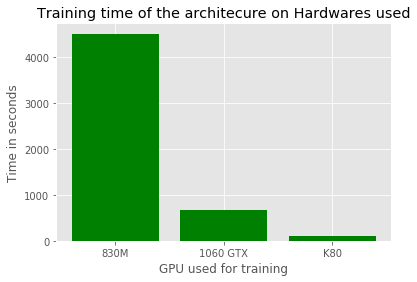 Training time of the architecure on Hardwares used
Time in seconds
4000
3000
2000
1000
0
830M
1060 GTX
K80
GPU used for training